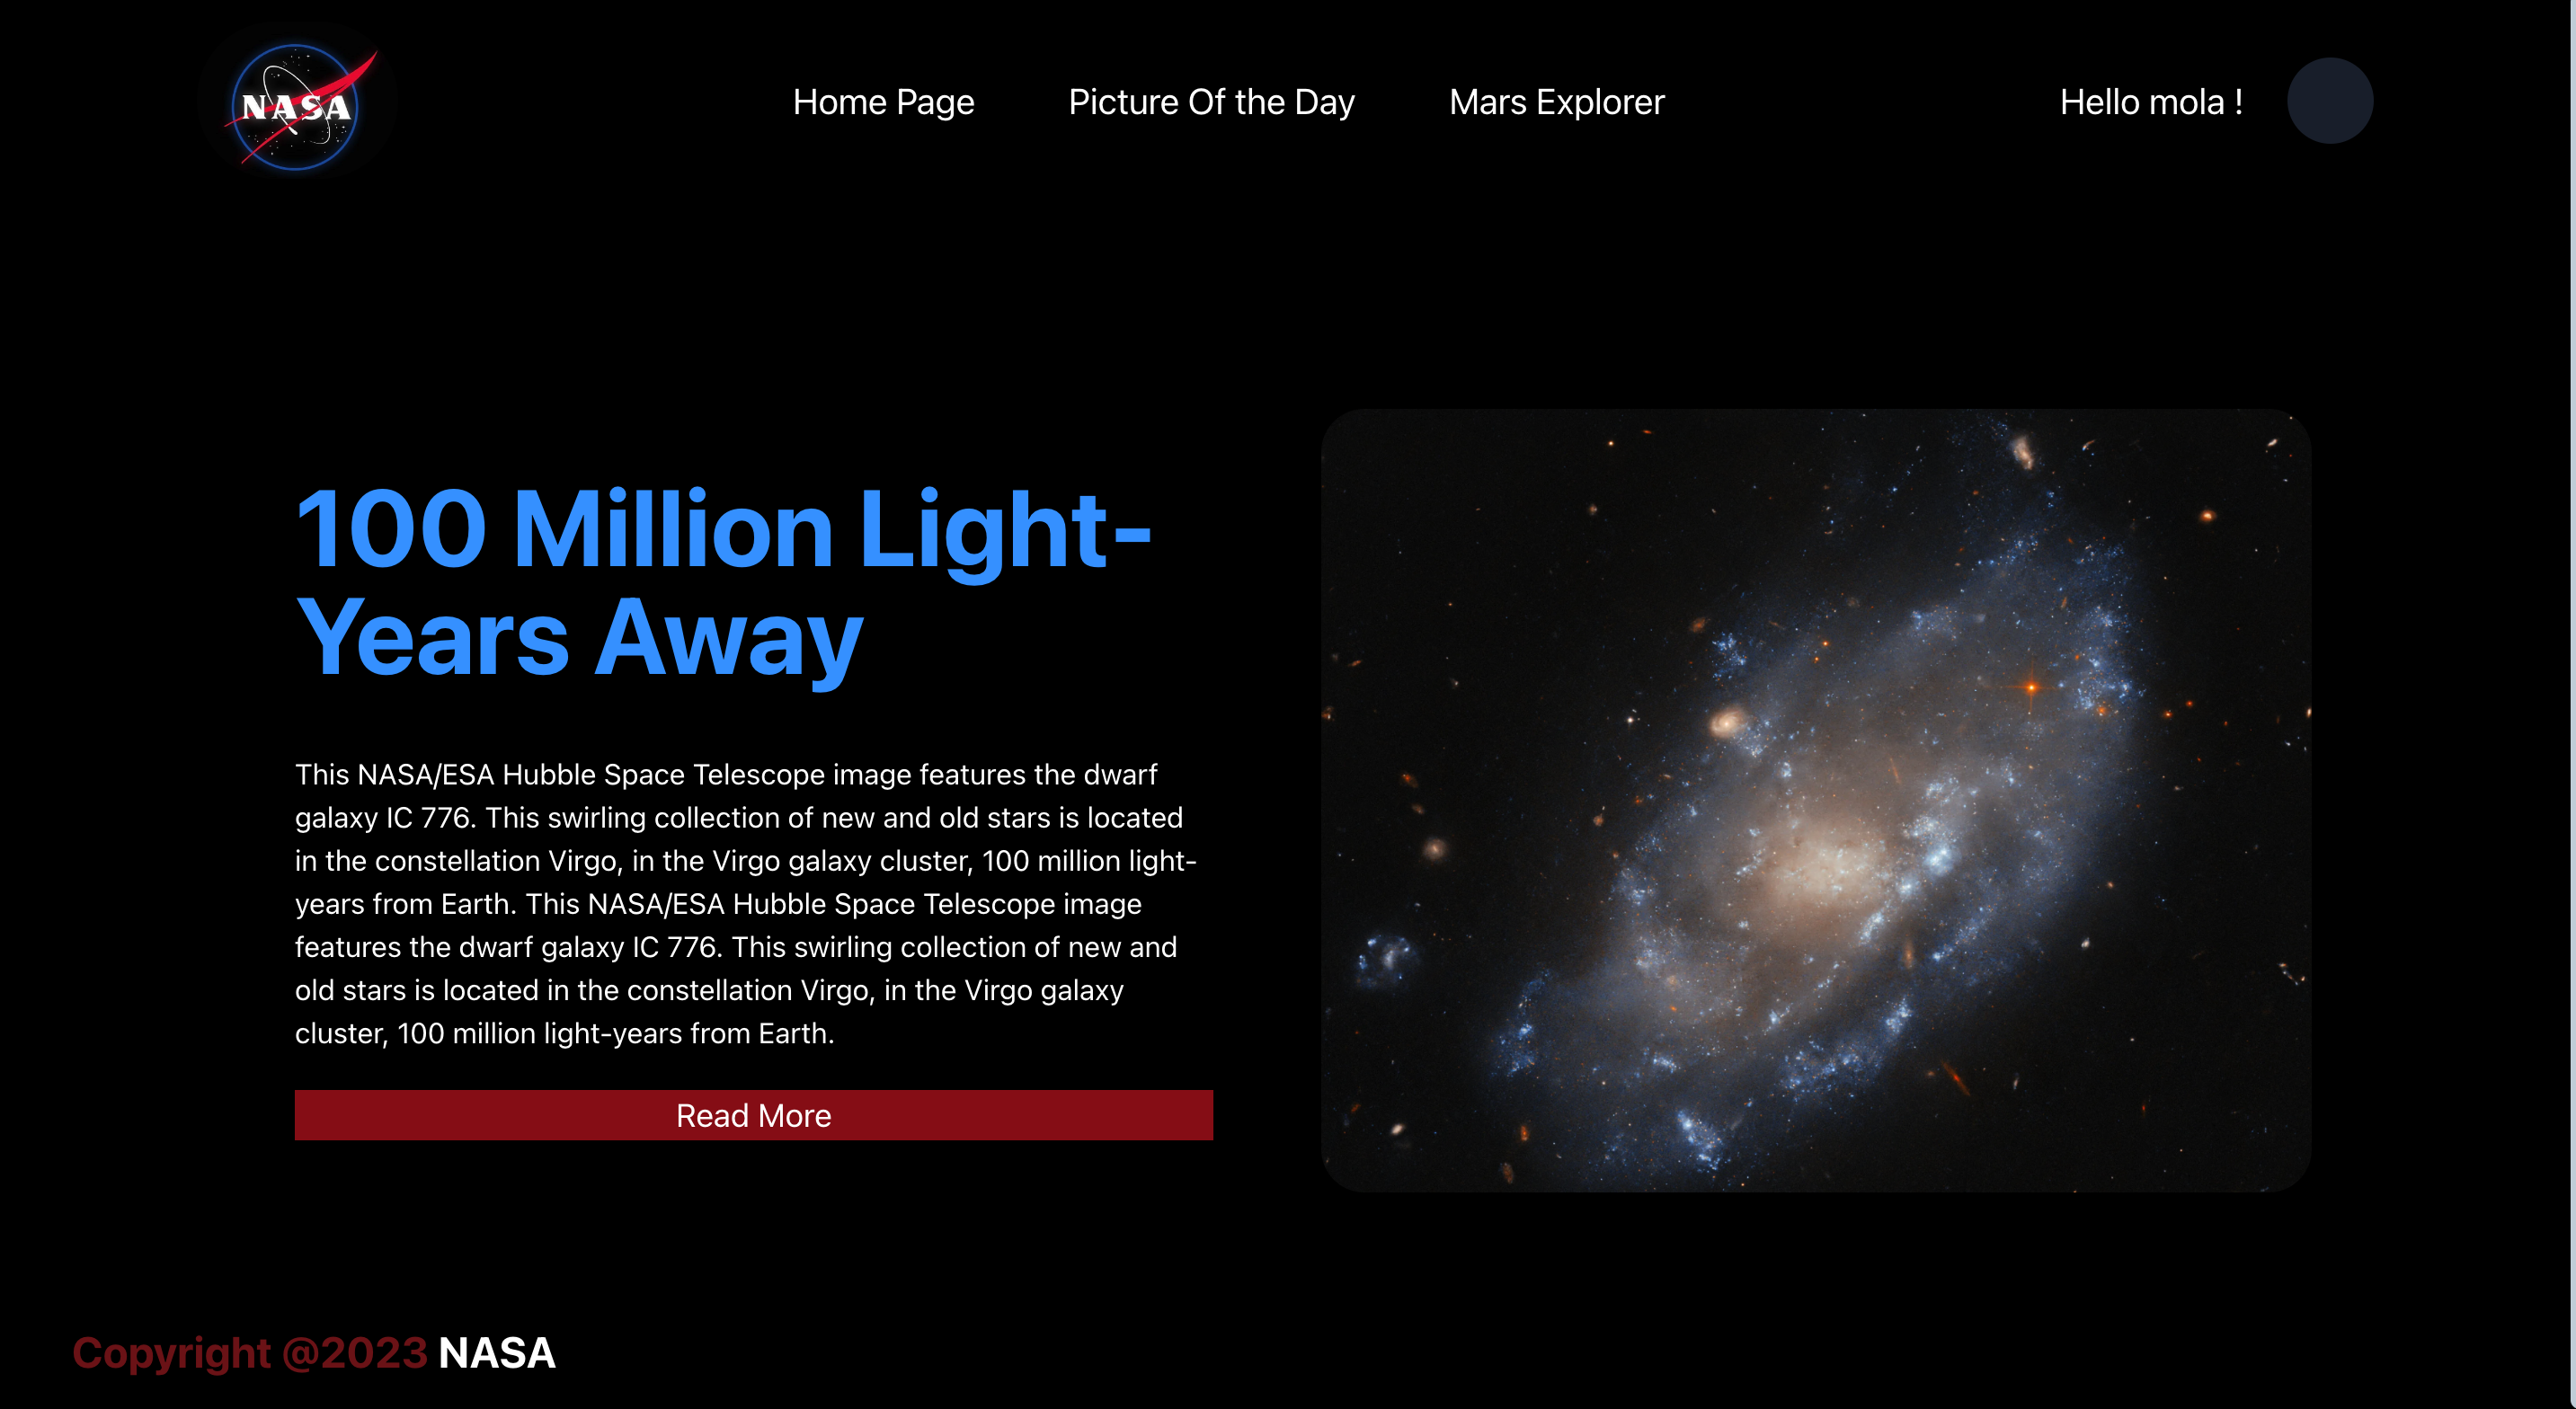 NASA
Home Page
Picture Of the Day
Mars Explorer
Hello mola !
100 Million Light-
Years Away
This NASA/ESA Hubble Space Telescope image features the dwarf
galaxy IC 776. This swirling collection of new and old stars is located
in the constellation Virgo, in the Virgo galaxy cluster, 100 million light-
years from Earth. This NASA/ESA Hubble Space Telescope image
features the dwarf galaxy IC 776. This swirling collection of new and
old stars is located in the constellation Virgo, in the Virgo galaxy
cluster, 100 million light-years from Earth.
Read More
Copyright @2023 NASA